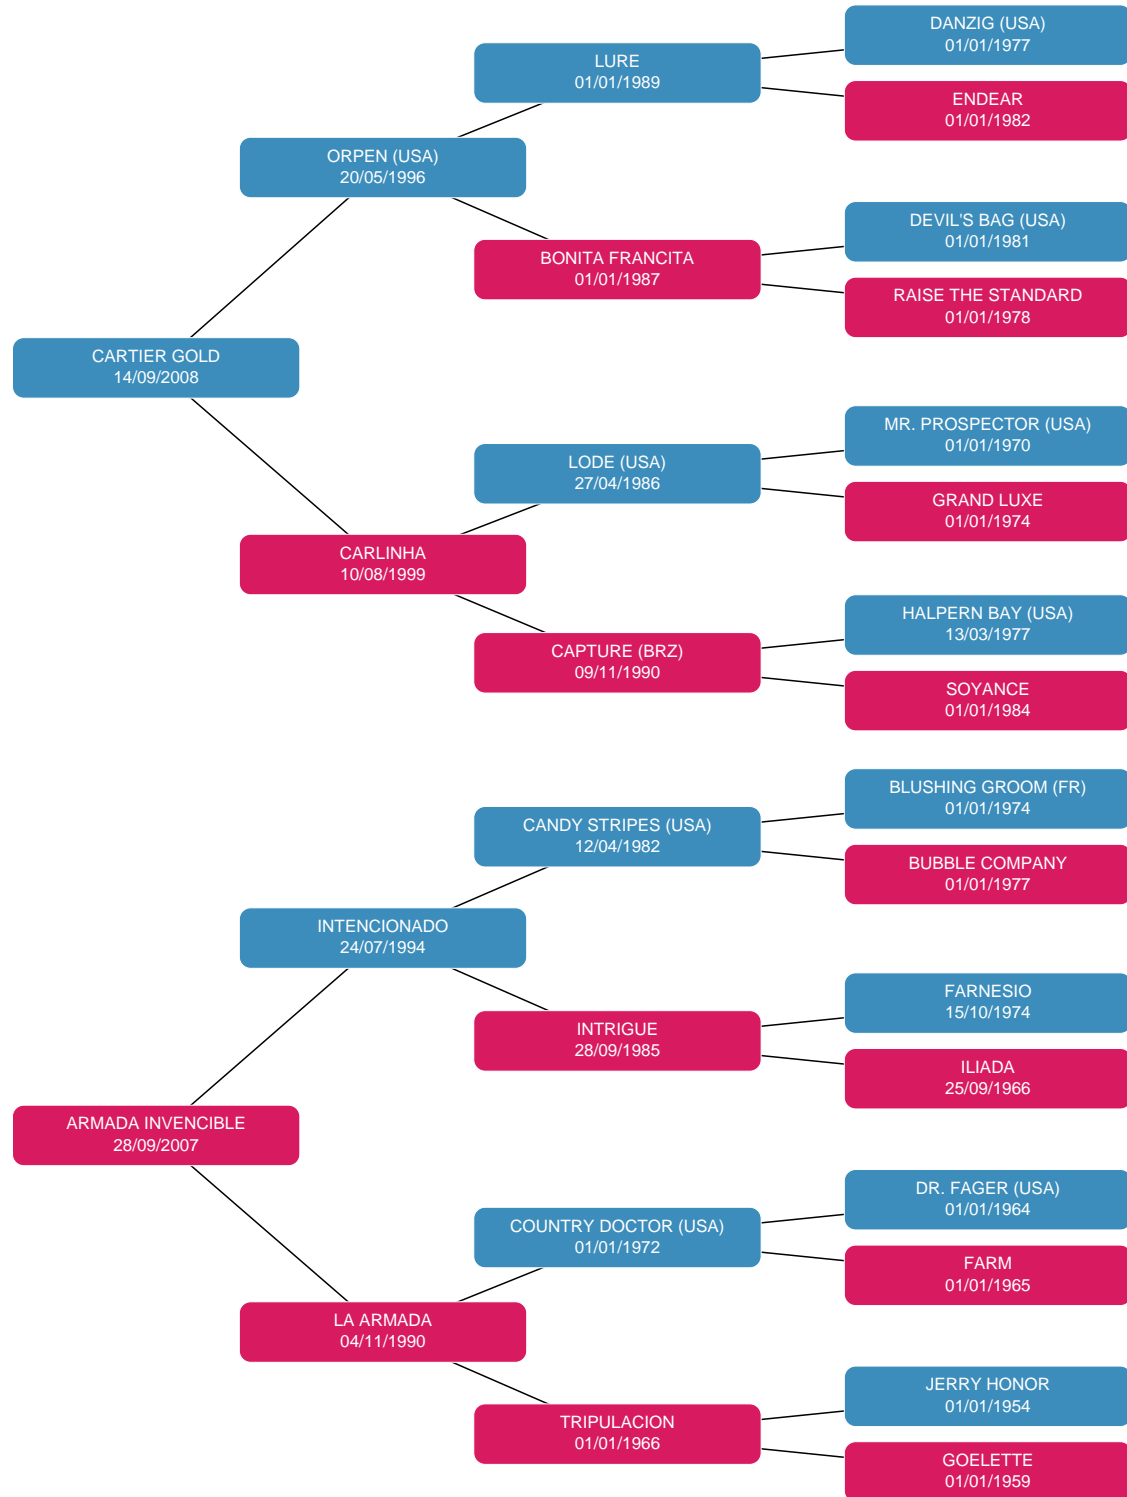 DANZIG (USA)
01/01/1977
LURE
01/01/1989
ENDEAR
01/01/1982
ORPEN (USA)
20/05/1996
DEVIL'S BAG (USA)
01/01/1981
BONITA FRANCITA
01/01/1987
RAISE THE STANDARD
01/01/1978
CARTIER GOLD
14/09/2008
MR. PROSPECTOR (USA)
01/01/1970
LODE (USA)
27/04/1986
GRAND LUXE
01/01/1974
CARLINHA
10/08/1999
HALPERN BAY (USA)
13/03/1977
CAPTURE (BRZ)
09/11/1990
SOYANCE
01/01/1984
BLUSHING GROOM (FR)
01/01/1974
CANDY STRIPES (USA)
12/04/1982
BUBBLE COMPANY
01/01/1977
INTENCIONADO
24/07/1994
FARNESIO
15/10/1974
INTRIGUE
28/09/1985
ILIADA
25/09/1966
ARMADA INVENCIBLE
28/09/2007
DR. FAGER (USA)
01/01/1964
COUNTRY DOCTOR (USA)
01/01/1972
FARM
01/01/1965
LA ARMADA
04/11/1990
JERRY HONOR
01/01/1954
TRIPULACION
01/01/1966
GOELETTE
01/01/1959